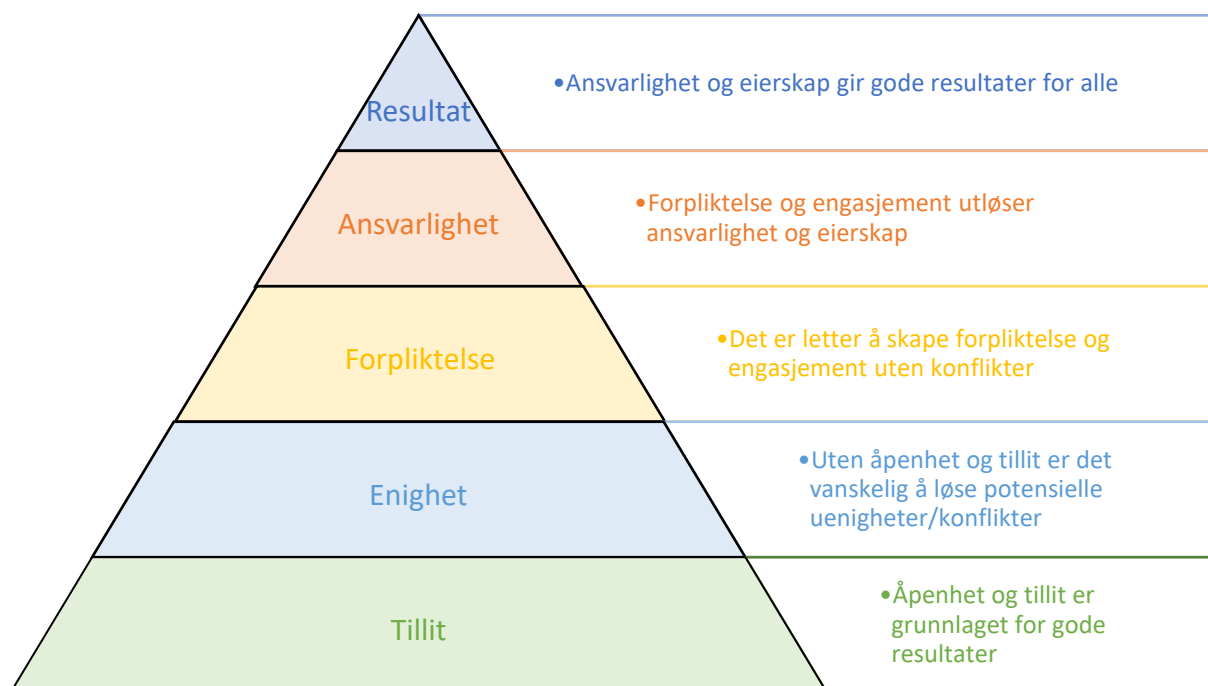 Resultat
•Ansvarlighet og eierskap gir gode resultater for alle
Ansvarlighet
•Forpliktelse og engasjement utløser
ansvarlighet og eierskap
Forpliktelse
•Det er letter å skape forpliktelse og
engasjement uten konflikter
Enighet
•Uten åpenhet og tillit er det
vanskelig å løse potensielle
uenigheter/konflikter
Tillit
•Åpenhet og tillit er
grunnlaget for gode
resultater